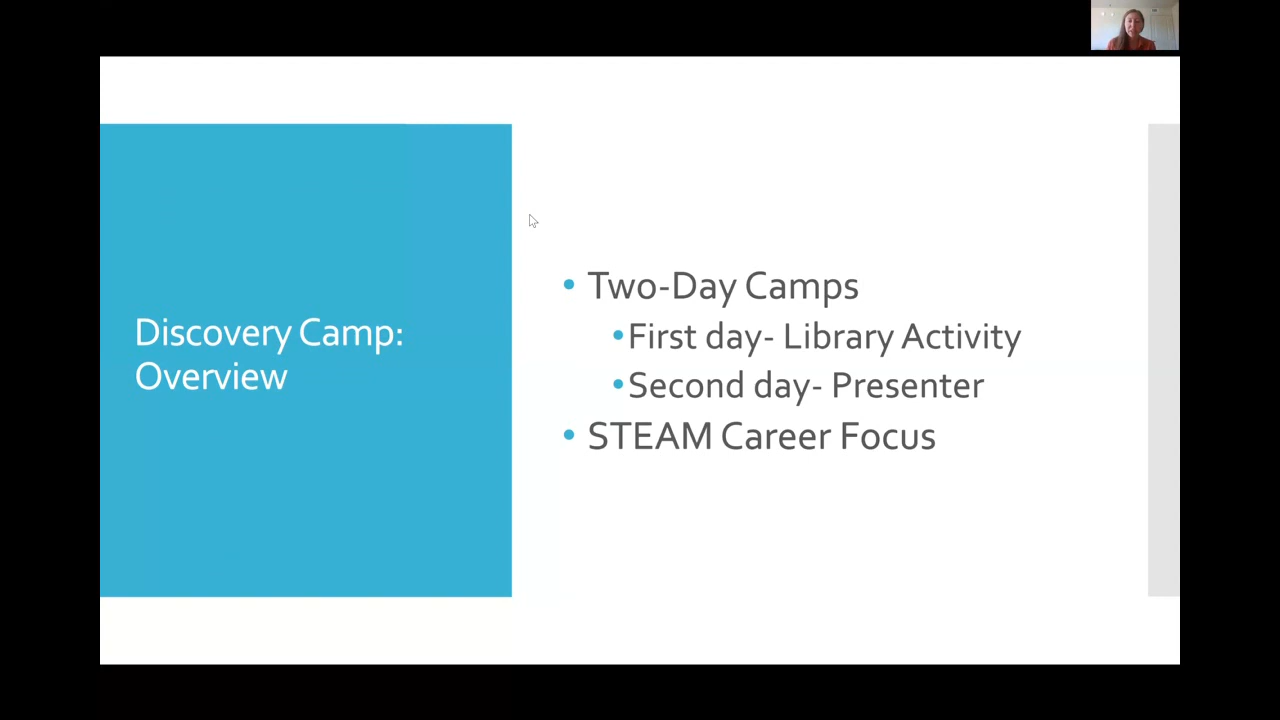 Discovery Camp:
Overview
• Two-Day Camps
•First day- Library Activity
•Second day- Presenter
• STEAM Career Focus